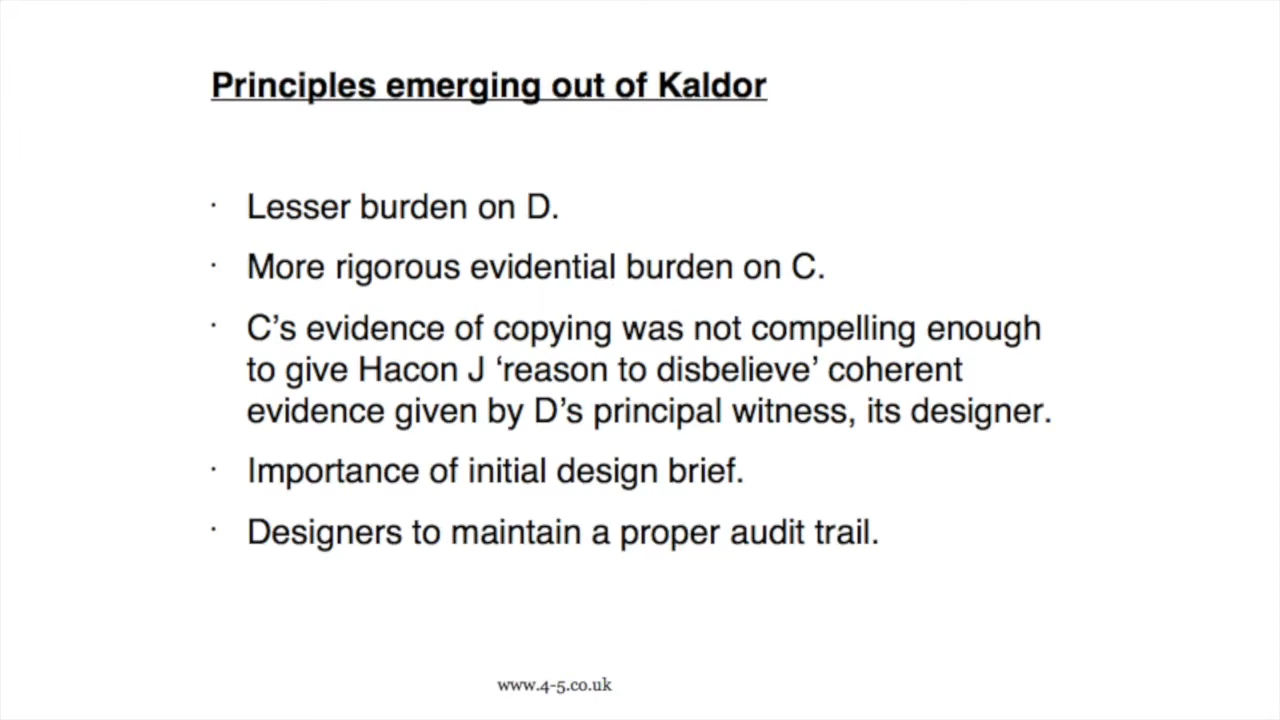 Principles emerging out of Kaldor
· Lesser burden on D.
· More rigorous evidential burden on C.
· C’s evidence of copying was not compelling enough
to give Hacon J ‘reason to disbelieve’ coherent
evidence given by D’s principal witness, its designer.
· Importance of initial design brief.
· Designers to maintain a proper audit trail.
www.4-5.co.uk